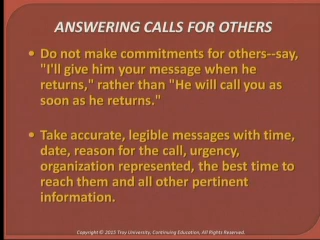 ANSWERING CALLS FOR OTHERS
• Do not make commitments for others--say,
"I'll give him your message when he
returns," rather than "He will call you as
soon as he returns."
• Take accurate, legible messages with time,
date, reason for the call, urgency,
organization represented, the best time to
reach them and all other pertinent
information.
Copyright © 2015 Troy University, Continuing Education, All Rights Reserved.